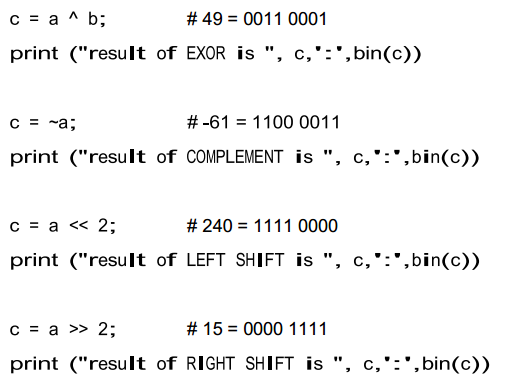 c = a ^ b; # 49 = 0011 0001
print ("result of EXOR is ", c,':',bin(c))
c = ~a; # -61 = 1100 0011
print ("result of COMPLEMENT is ", c,':',bin(c))
c = a << 2; # 240 = 1111 0000
print ("result of LEFT SHIFT is ", c,':',bin(c))
c = a >> 2; # 15 = 0000 1111
print ("result of RIGHT SHIFT is ", c,':',bin(c))